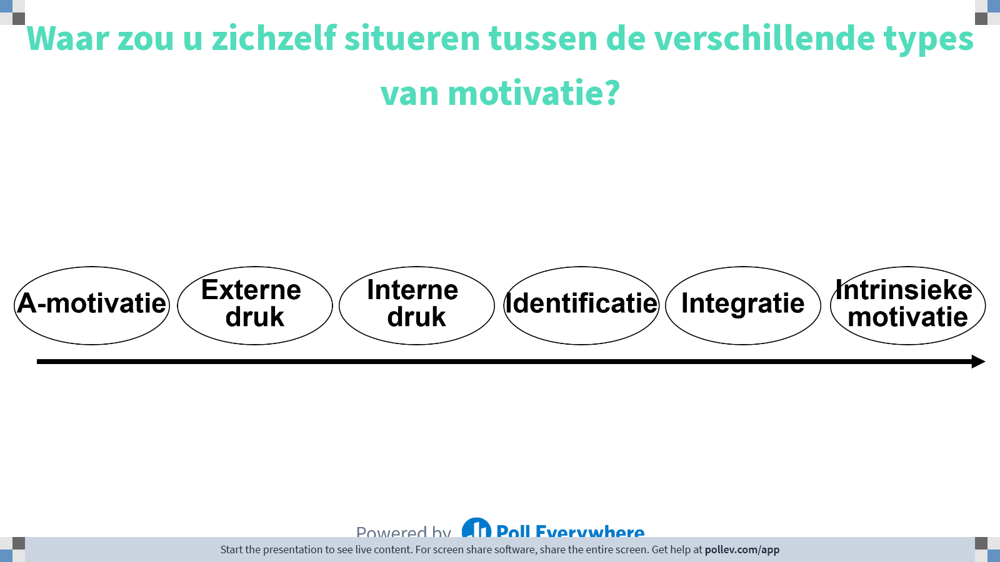 Waar zou u zichzelf situeren tussen de verschillende types
van motivatie?
A-motivatie
Externe
druk
Interne
druk
Identificatie
Integratie
Intrinsieke
motivatie
Powered by Poll Everywhere
Start the presentation to see live content. For screen share software, share the entire screen. Get help at pollev.com/app